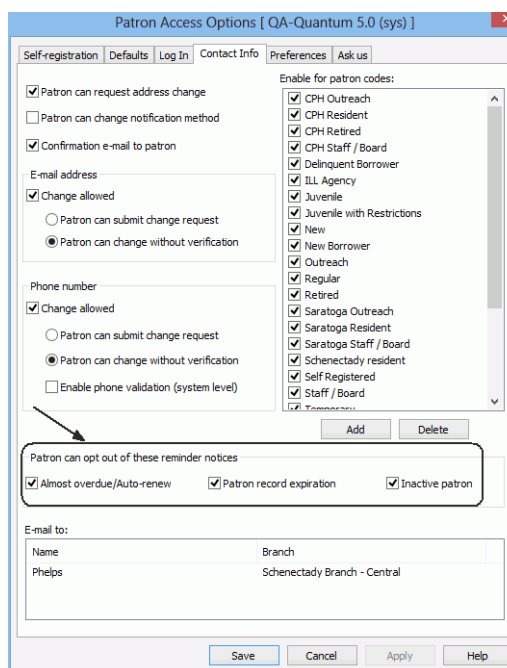 Patron Access Options [ QA-Quantum 5.0 (sys) ]
Self-registration Defaults Log In Contact Info Preferences Ask us
Patron can request address change
Patron can change notification method
Confirmation e-mail to patron
E-mail address
Change allowed
Patron can submit change request
Patron can change without verification
Phone number
Change allowed
Patron can submit change request
Patron can change without verification
Enable phone validation (system level)
Enable for patron codes:
CPH Outreach
CPH Resident
CPH Retired
CPH Staff / Board
Delinquent Borrower
ILL Agency
Juvenile
Juvenile with Restrictions
New
New Borrower
Outreach
Regular
Retired
Saratoga Outreach
Saratoga Resident
Saratoga Staff / Board
Schenectady resident
Self Registered
Staff / Board
Temporary
Add Delete
Patron can opt out of these reminder notices
Almost overdue/Auto-renew Patron record expiration Inactive patron
E-mail to:
Name Branch
Phelps Schenectady Branch - Central
Save Cancel Apply Help